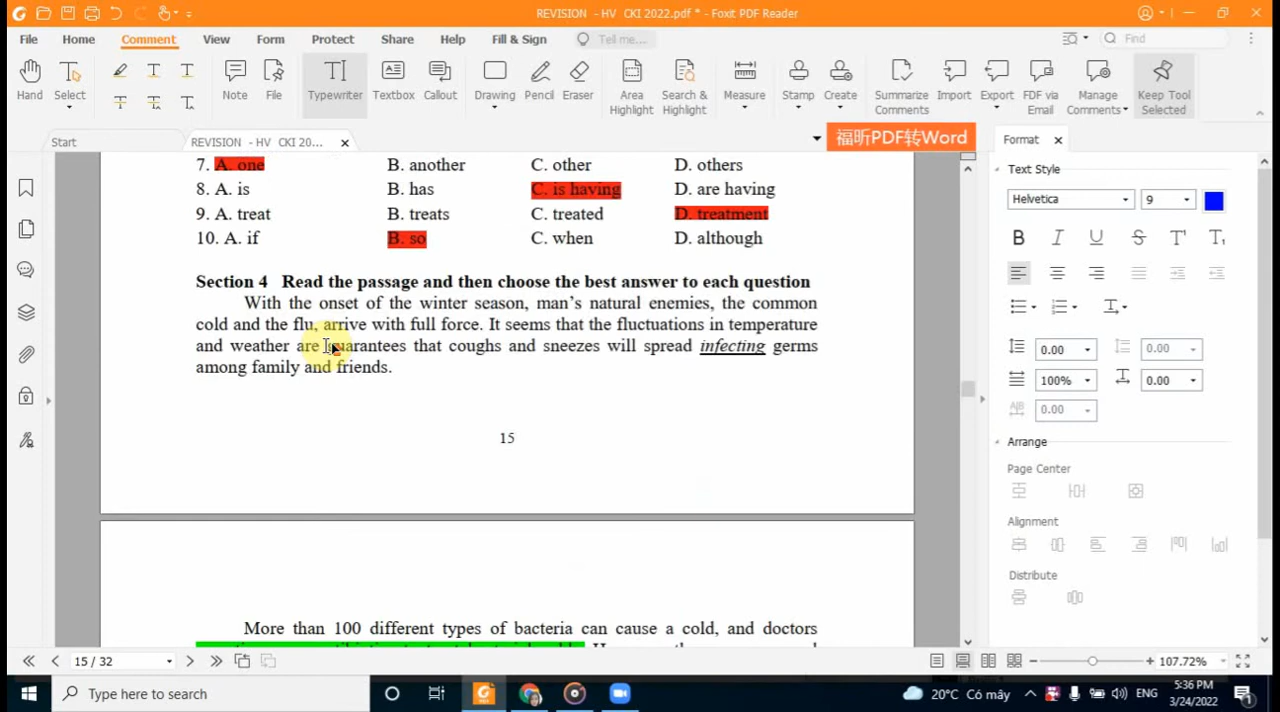 REVISION - HV CKI 2022.pdf * - Foxit PDF Reader
File Home Comment View Form Protect Share Help Fill & Sign Tell me... Find
Hand Select Note File Typewriter Textbox Callout Drawing Pencil Eraser Area Highlight Search & Highlight Measure Stamp Create Summarize Comments Import Export FDF via Email Manage Comments Keep Tool Selected
Start REVISION - HV CKI 20... 福昕PDF转Word Format
7. A. one B. another C. other D. others
8. A. is B. has C. is having D. are having
9. A. treat B. treats C. treated D. treatment
10. A. if B. so C. when D. although
Section 4 Read the passage and then choose the best answer to each question
With the onset of the winter season, man's natural enemies, the common
cold and the flu, arrive with full force. It seems that the fluctuations in temperature
and weather are guarantees that coughs and sneezes will spread infecting germs
among family and friends.
15
More than 100 different types of bacteria can cause a cold, and doctors
Text Style
Helvetica 9
0.00 0.00
100% 0.00
0.00
Arrange
Page Center
Alignment
Distribute
15 / 32 107.72%
Type here to search 20°C Có mây ENG 5:36 PM
3/24/2022 1